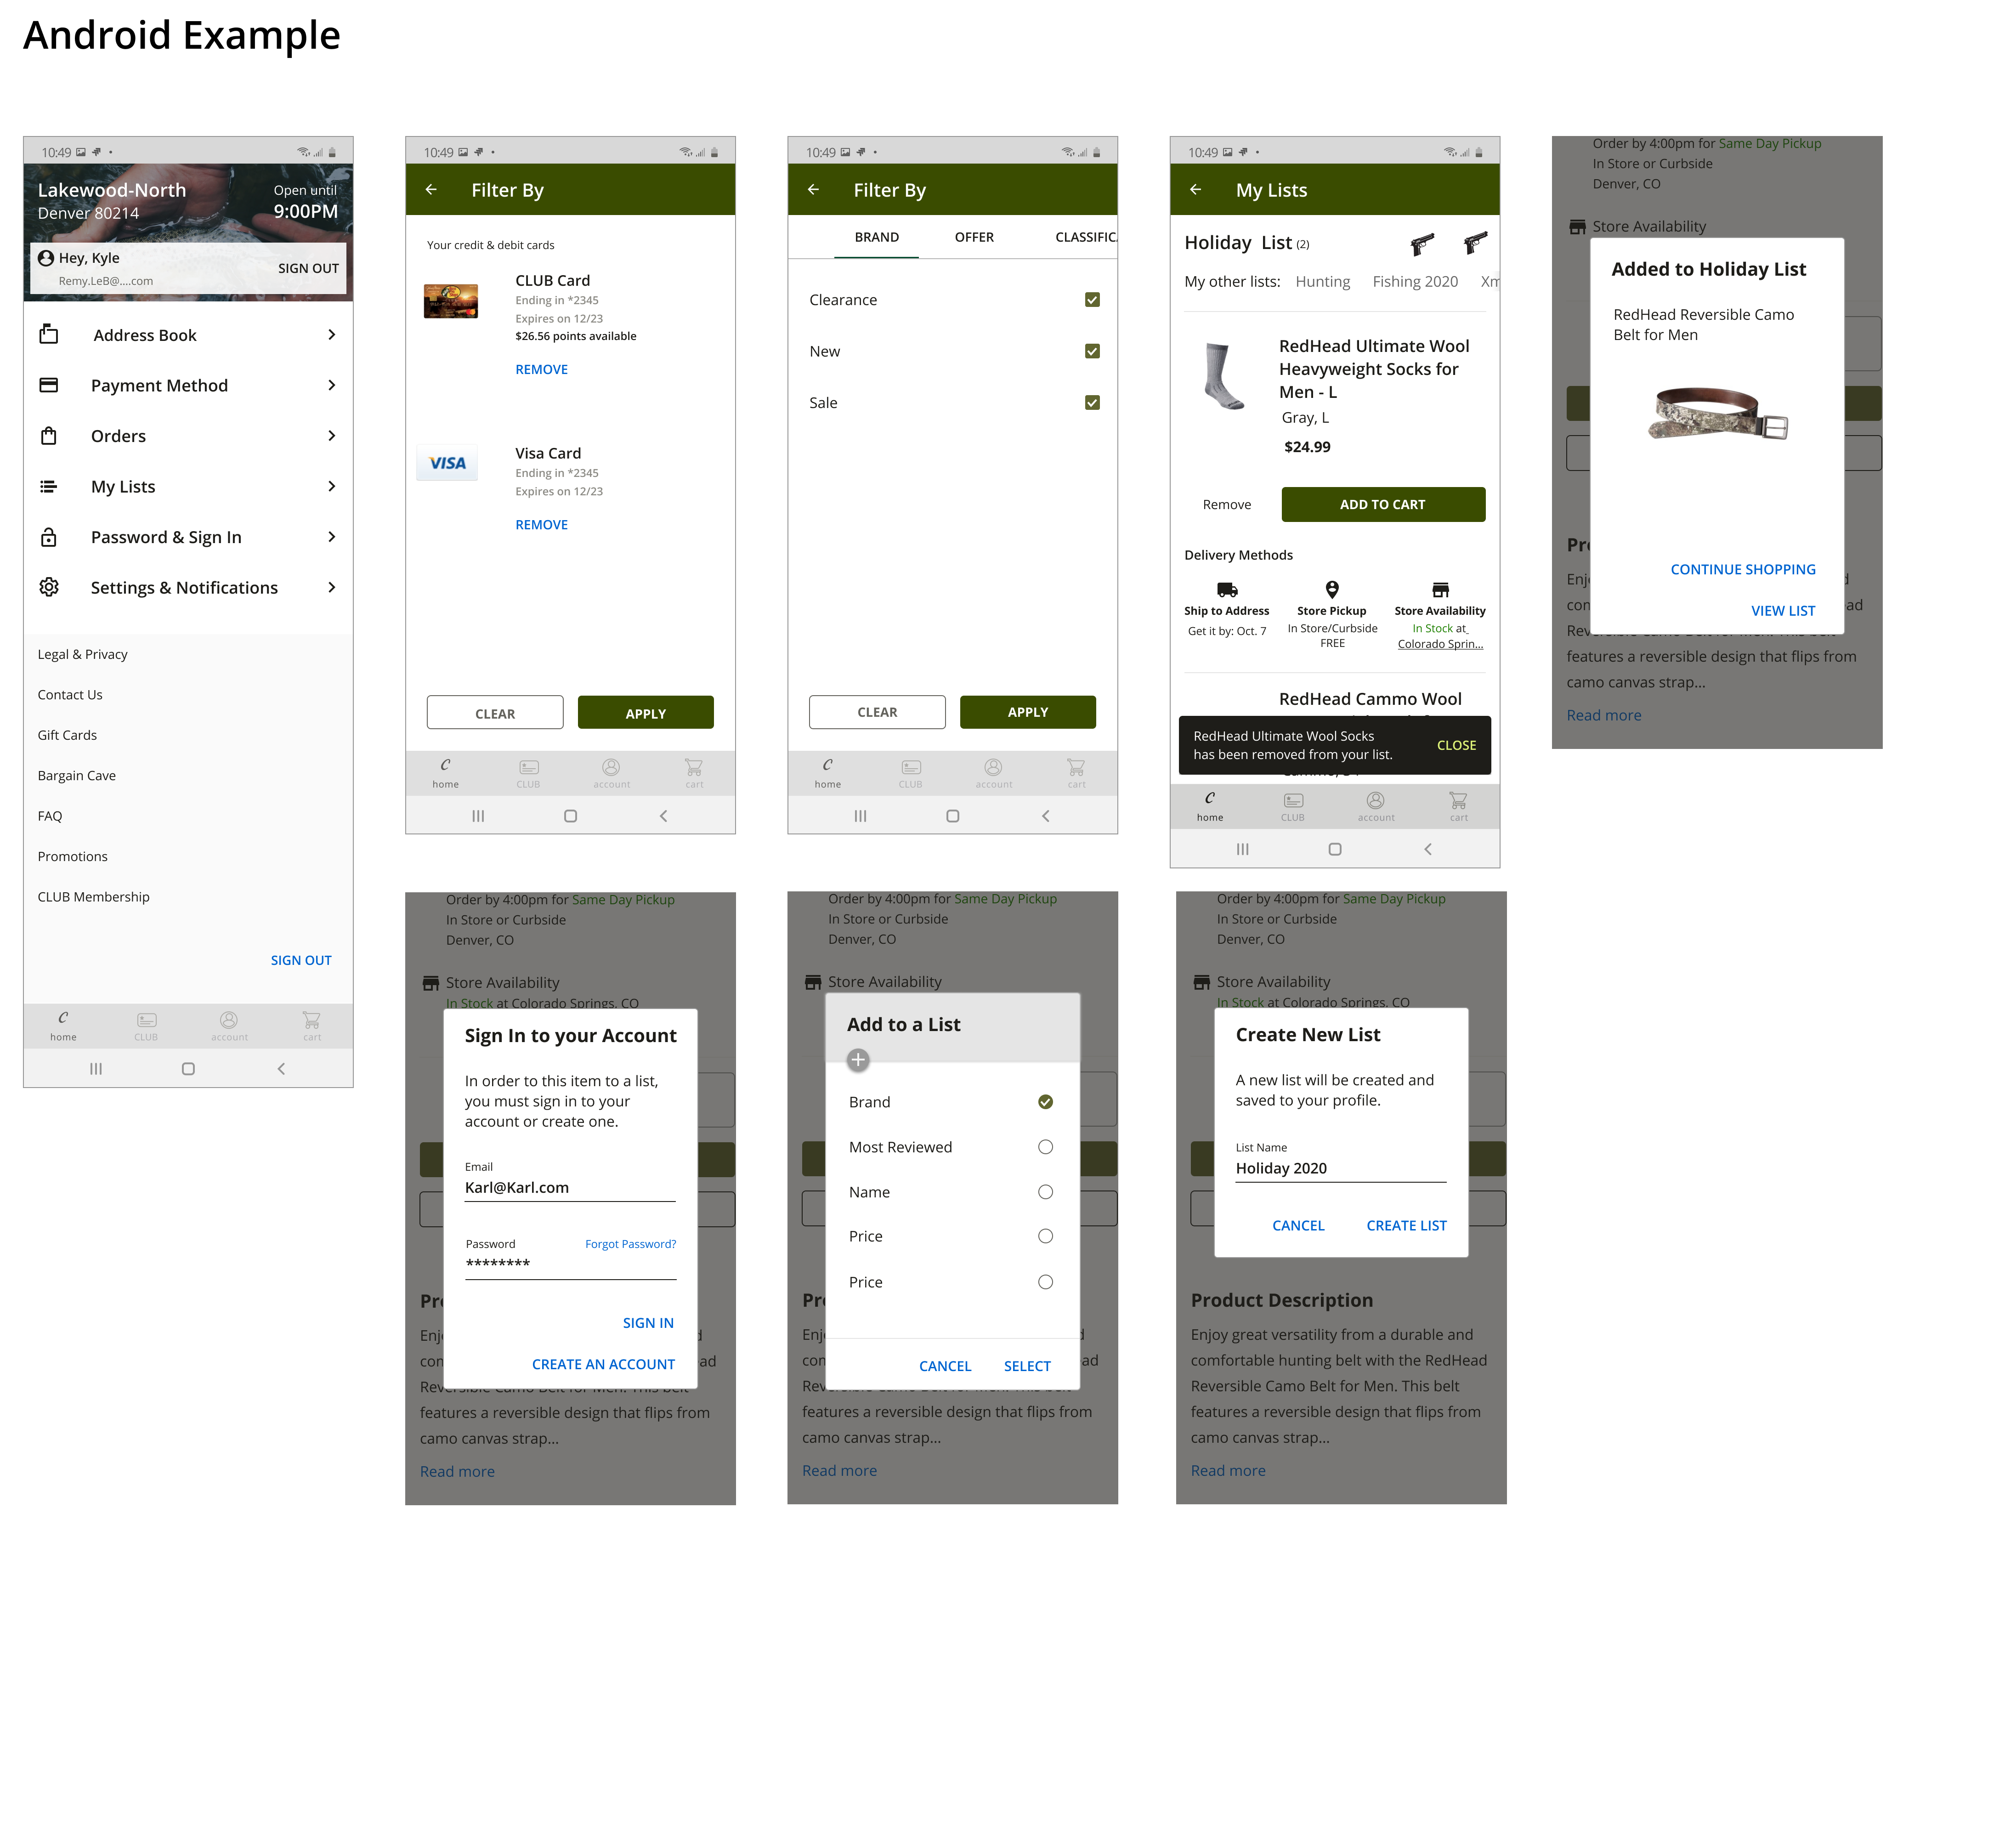 Android Example
10:49
Lakewood-North
Denver 80214
Open until
9:00PM
Hey, Kyle
Remy.LeB@....com
SIGN OUT
Address Book
Payment Method
Orders
My Lists
Password & Sign In
Settings & Notifications
Legal & Privacy
Contact Us
Gift Cards
Bargain Cave
FAQ
Promotions
CLUB Membership
SIGN OUT
home
CLUB
account
cart
10:49
Filter By
Your credit & debit cards
CLUB Card
Ending in *2345
Expires on 12/23
$26.56 points available
REMOVE
VISA
Visa Card
Ending in *2345
Expires on 12/23
REMOVE
CLEAR
APPLY
home
CLUB
account
cart
10:49
Filter By
BRAND
OFFER
CLASSIFIC
Clearance
New
Sale
CLEAR
APPLY
home
CLUB
account
cart
10:49
My Lists
Holiday List (2)
My other lists:
Hunting
Fishing 2020
Xm
RedHead Ultimate Wool
Heavyweight Socks for
Men - L
Gray, L
$24.99
Remove
ADD TO CART
Delivery Methods
Ship to Address
Get it by: Oct. 7
Store Pickup
In Store/Curbside
FREE
Store Availability
In Stock at
Colorado Sprin...
RedHead Cammo Wool
RedHead Ultimate Wool Socks
has been removed from your list.
CLOSE
home
CLUB
account
cart
Order by 4:00pm for Same Day Pickup
In Store or Curbside
Denver, CO
Store Availability
Added to Holiday List
RedHead Reversible Camo
Belt for Men
CONTINUE SHOPPING
VIEW LIST
Pr
Enj
d
con
ad
features a reversible design that flips from
camo canvas strap...
Read more
Order by 4:00pm for Same Day Pickup
In Store or Curbside
Denver, CO
Store Availability
In Stock at Colorado Springs, CO
Sign In to your Account
In order to this item to a list,
you must sign in to your
account or create one.
Email
Karl@Karl.com
Password
Forgot Password?
********
SIGN IN
CREATE AN ACCOUNT
Pr
Enj
d
con
ad
Reversible Camo Belt for Men. This belt
features a reversible design that flips from
camo canvas strap...
Read more
Order by 4:00pm for Same Day Pickup
In Store or Curbside
Denver, CO
Store Availability
Add to a List
Brand
Most Reviewed
Name
Price
Price
CANCEL
SELECT
Pr
Enj
d
con
ad
features a reversible design that flips from
camo canvas strap...
Read more
Order by 4:00pm for Same Day Pickup
In Store or Curbside
Denver, CO
Store Availability
In Stock at Colorado Springs, CO
Create New List
A new list will be created and
saved to your profile.
List Name
Holiday 2020
CANCEL
CREATE LIST
Product Description
Enjoy great versatility from a durable and
comfortable hunting belt with the RedHead
Reversible Camo Belt for Men. This belt
features a reversible design that flips from
camo canvas strap...
Read more